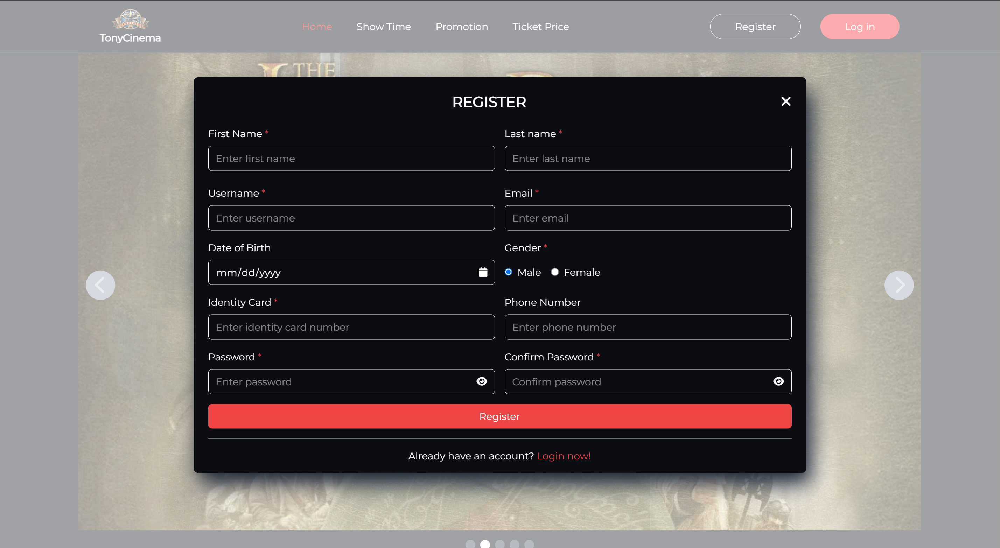 TonyCinema
Home Show Time Promotion Ticket Price Register Log in
THE
REGISTER
First Name * Last name *
Enter first name Enter last name
Username * Email *
Enter username Enter email
Date of Birth Gender *
mm/dd/yyyy Male Female
Identity Card * Phone Number
Enter identity card number Enter phone number
Password * Confirm Password *
Enter password Confirm password
Register
Already have an account? Login now!